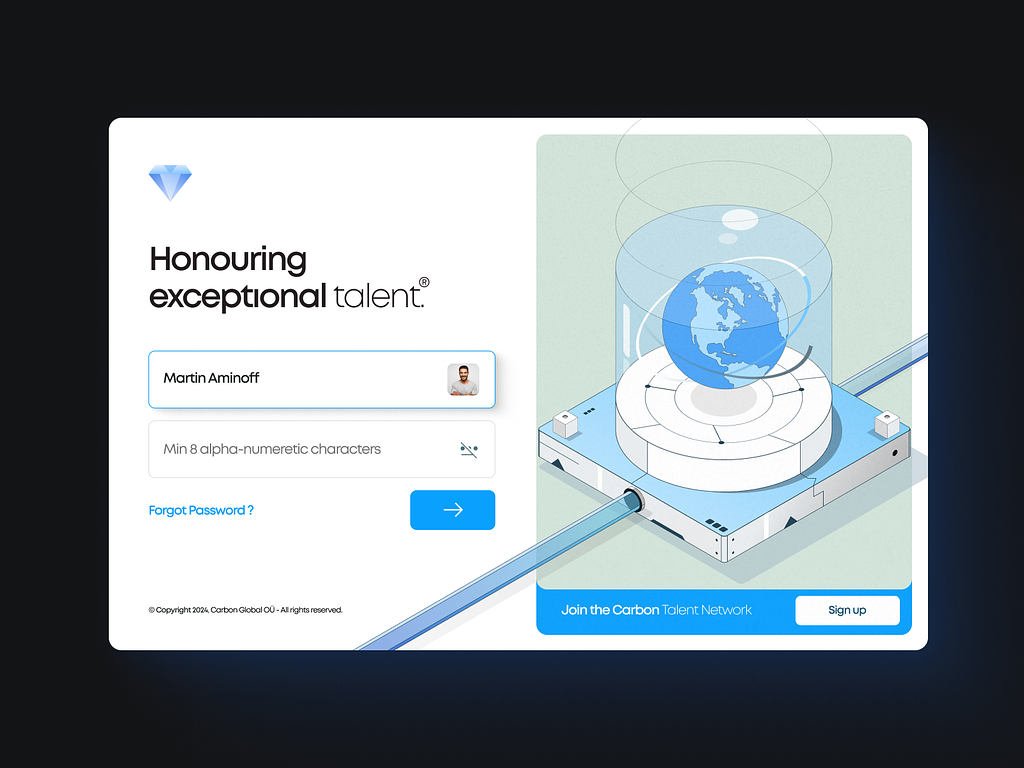 Honouring
exceptıonal talent.®
Martin Aminoff
Min 8 alpha-numeretic characters
Forgot Password ?
© Copyright 2024, Carbon Global OÜ - All rights reserved.
Join the Carbon Talent Network
Sign up